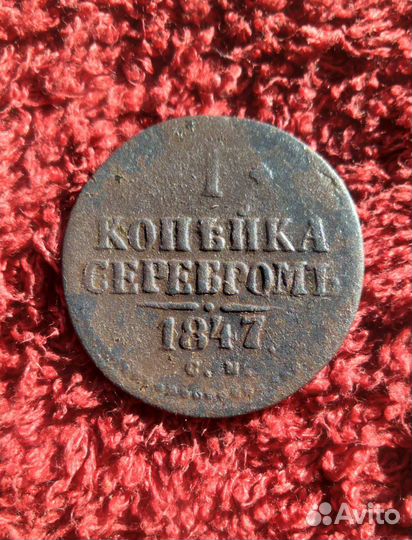 1
КОПѢЙКА
СЕРЕБРОМЪ
1847.
С. М.
Avito